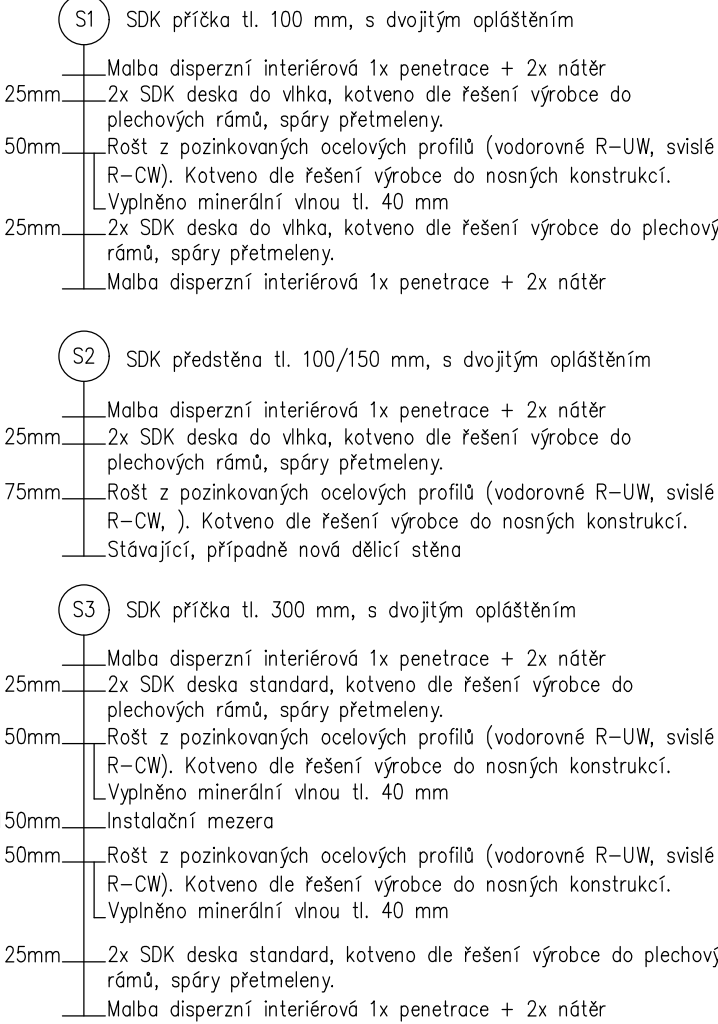 S1 SDK příčka tl. 100 mm, s dvojitým opláštěním
Malba disperzní interiérová 1x penetrace + 2x nátěr
25mm 2x SDK deska do vlhka, kotveno dle řešení výrobce do
plechových rámů, spáry přetmeleny.
50mm Rošt z pozinkovaných ocelových profilů (vodorovné R-UW, svislé
R-CW). Kotveno dle řešení výrobce do nosných konstrukcí.
Vyplněno minerální vlnou tl. 40 mm
25mm 2x SDK deska do vlhka, kotveno dle řešení výrobce do plechový
rámů, spáry přetmeleny.
Malba disperzní interiérová 1x penetrace + 2x nátěr
S2 SDK předstěna tl. 100/150 mm, s dvojitým opláštěním
Malba disperzní interiérová 1x penetrace + 2x nátěr
25mm 2x SDK deska do vlhka, kotveno dle řešení výrobce do
plechových rámů, spáry přetmeleny.
75mm Rošt z pozinkovaných ocelových profilů (vodorovné R-UW, svislé
R-CW, ). Kotveno dle řešení výrobce do nosných konstrukcí.
Stávající, případně nová dělicí stěna
S3 SDK příčka tl. 300 mm, s dvojitým opláštěním
Malba disperzní interiérová 1x penetrace + 2x nátěr
25mm 2x SDK deska standard, kotveno dle řešení výrobce do
plechových rámů, spáry přetmeleny.
50mm Rošt z pozinkovaných ocelových profilů (vodorovné R-UW, svislé
R-CW). Kotveno dle řešení výrobce do nosných konstrukcí.
Vyplněno minerální vlnou tl. 40 mm
50mm Instalační mezera
50mm Rošt z pozinkovaných ocelových profilů (vodorovné R-UW, svislé
R-CW). Kotveno dle řešení výrobce do nosných konstrukcí.
Vyplněno minerální vlnou tl. 40 mm
25mm 2x SDK deska standard, kotveno dle řešení výrobce do plechový
rámů, spáry přetmeleny.
Malba disperzní interiérová 1x penetrace + 2x nátěr